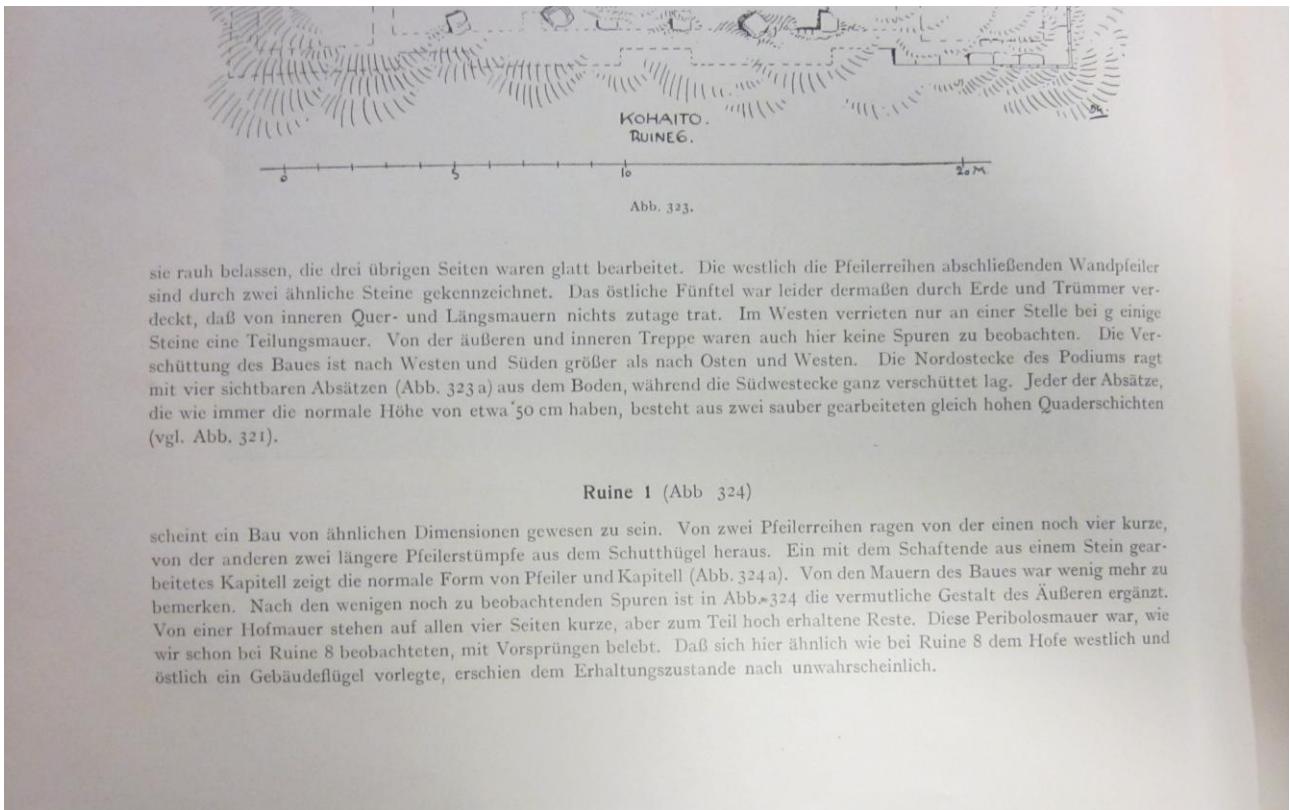 KOHAITO.
RUINE 6.
0 5 10 20 M.
Abb. 323.
sie rauh belassen, die drei übrigen Seiten waren glatt bearbeitet. Die westlich die Pfeilerreihen abschließenden Wandpfeiler
sind durch zwei ähnliche Steine gekennzeichnet. Das östliche Fünftel war leider dermaßen durch Erde und Trümmer ver-
deckt, daß von inneren Quer- und Längsmauern nichts zutage trat. Im Westen verrieten nur an einer Stelle bei g einige
Steine eine Teilungsmauer. Von der äußeren und inneren Treppe waren auch hier keine Spuren zu beobachten. Die Ver-
schüttung des Baues ist nach Westen und Süden größer als nach Osten und Westen. Die Nordostecke des Podiums ragt
mit vier sichtbaren Absätzen (Abb. 323 a) aus dem Boden, während die Südwestecke ganz verschüttet lag. Jeder der Absätze,
die wie immer die normale Höhe von etwa 50 cm haben, besteht aus zwei sauber gearbeiteten gleich hohen Quaderschichten
(vgl. Abb. 321).
Ruine 1 (Abb 324)
scheint ein Bau von ähnlichen Dimensionen gewesen zu sein. Von zwei Pfeilerreihen ragen von der einen noch vier kurze,
von der anderen zwei längere Pfeilerstümpfe aus dem Schutthügel heraus. Ein mit dem Schaftende aus einem Stein gear-
beitetes Kapitell zeigt die normale Form von Pfeiler und Kapitell (Abb. 324 a). Von den Mauern des Baues war wenig mehr zu
bemerken. Nach den wenigen noch zu beobachtenden Spuren ist in Abb. 324 die vermutliche Gestalt des Äußeren ergänzt.
Von einer Hofmauer stehen auf allen vier Seiten kurze, aber zum Teil hoch erhaltene Reste. Diese Peribolosmauer war, wie
wir schon bei Ruine 8 beobachteten, mit Vorsprüngen belebt. Daß sich hier ähnlich wie bei Ruine 8 dem Hofe westlich und
östlich ein Gebäudeflügel vorlegte, erschien dem Erhaltungszustande nach unwahrscheinlich.